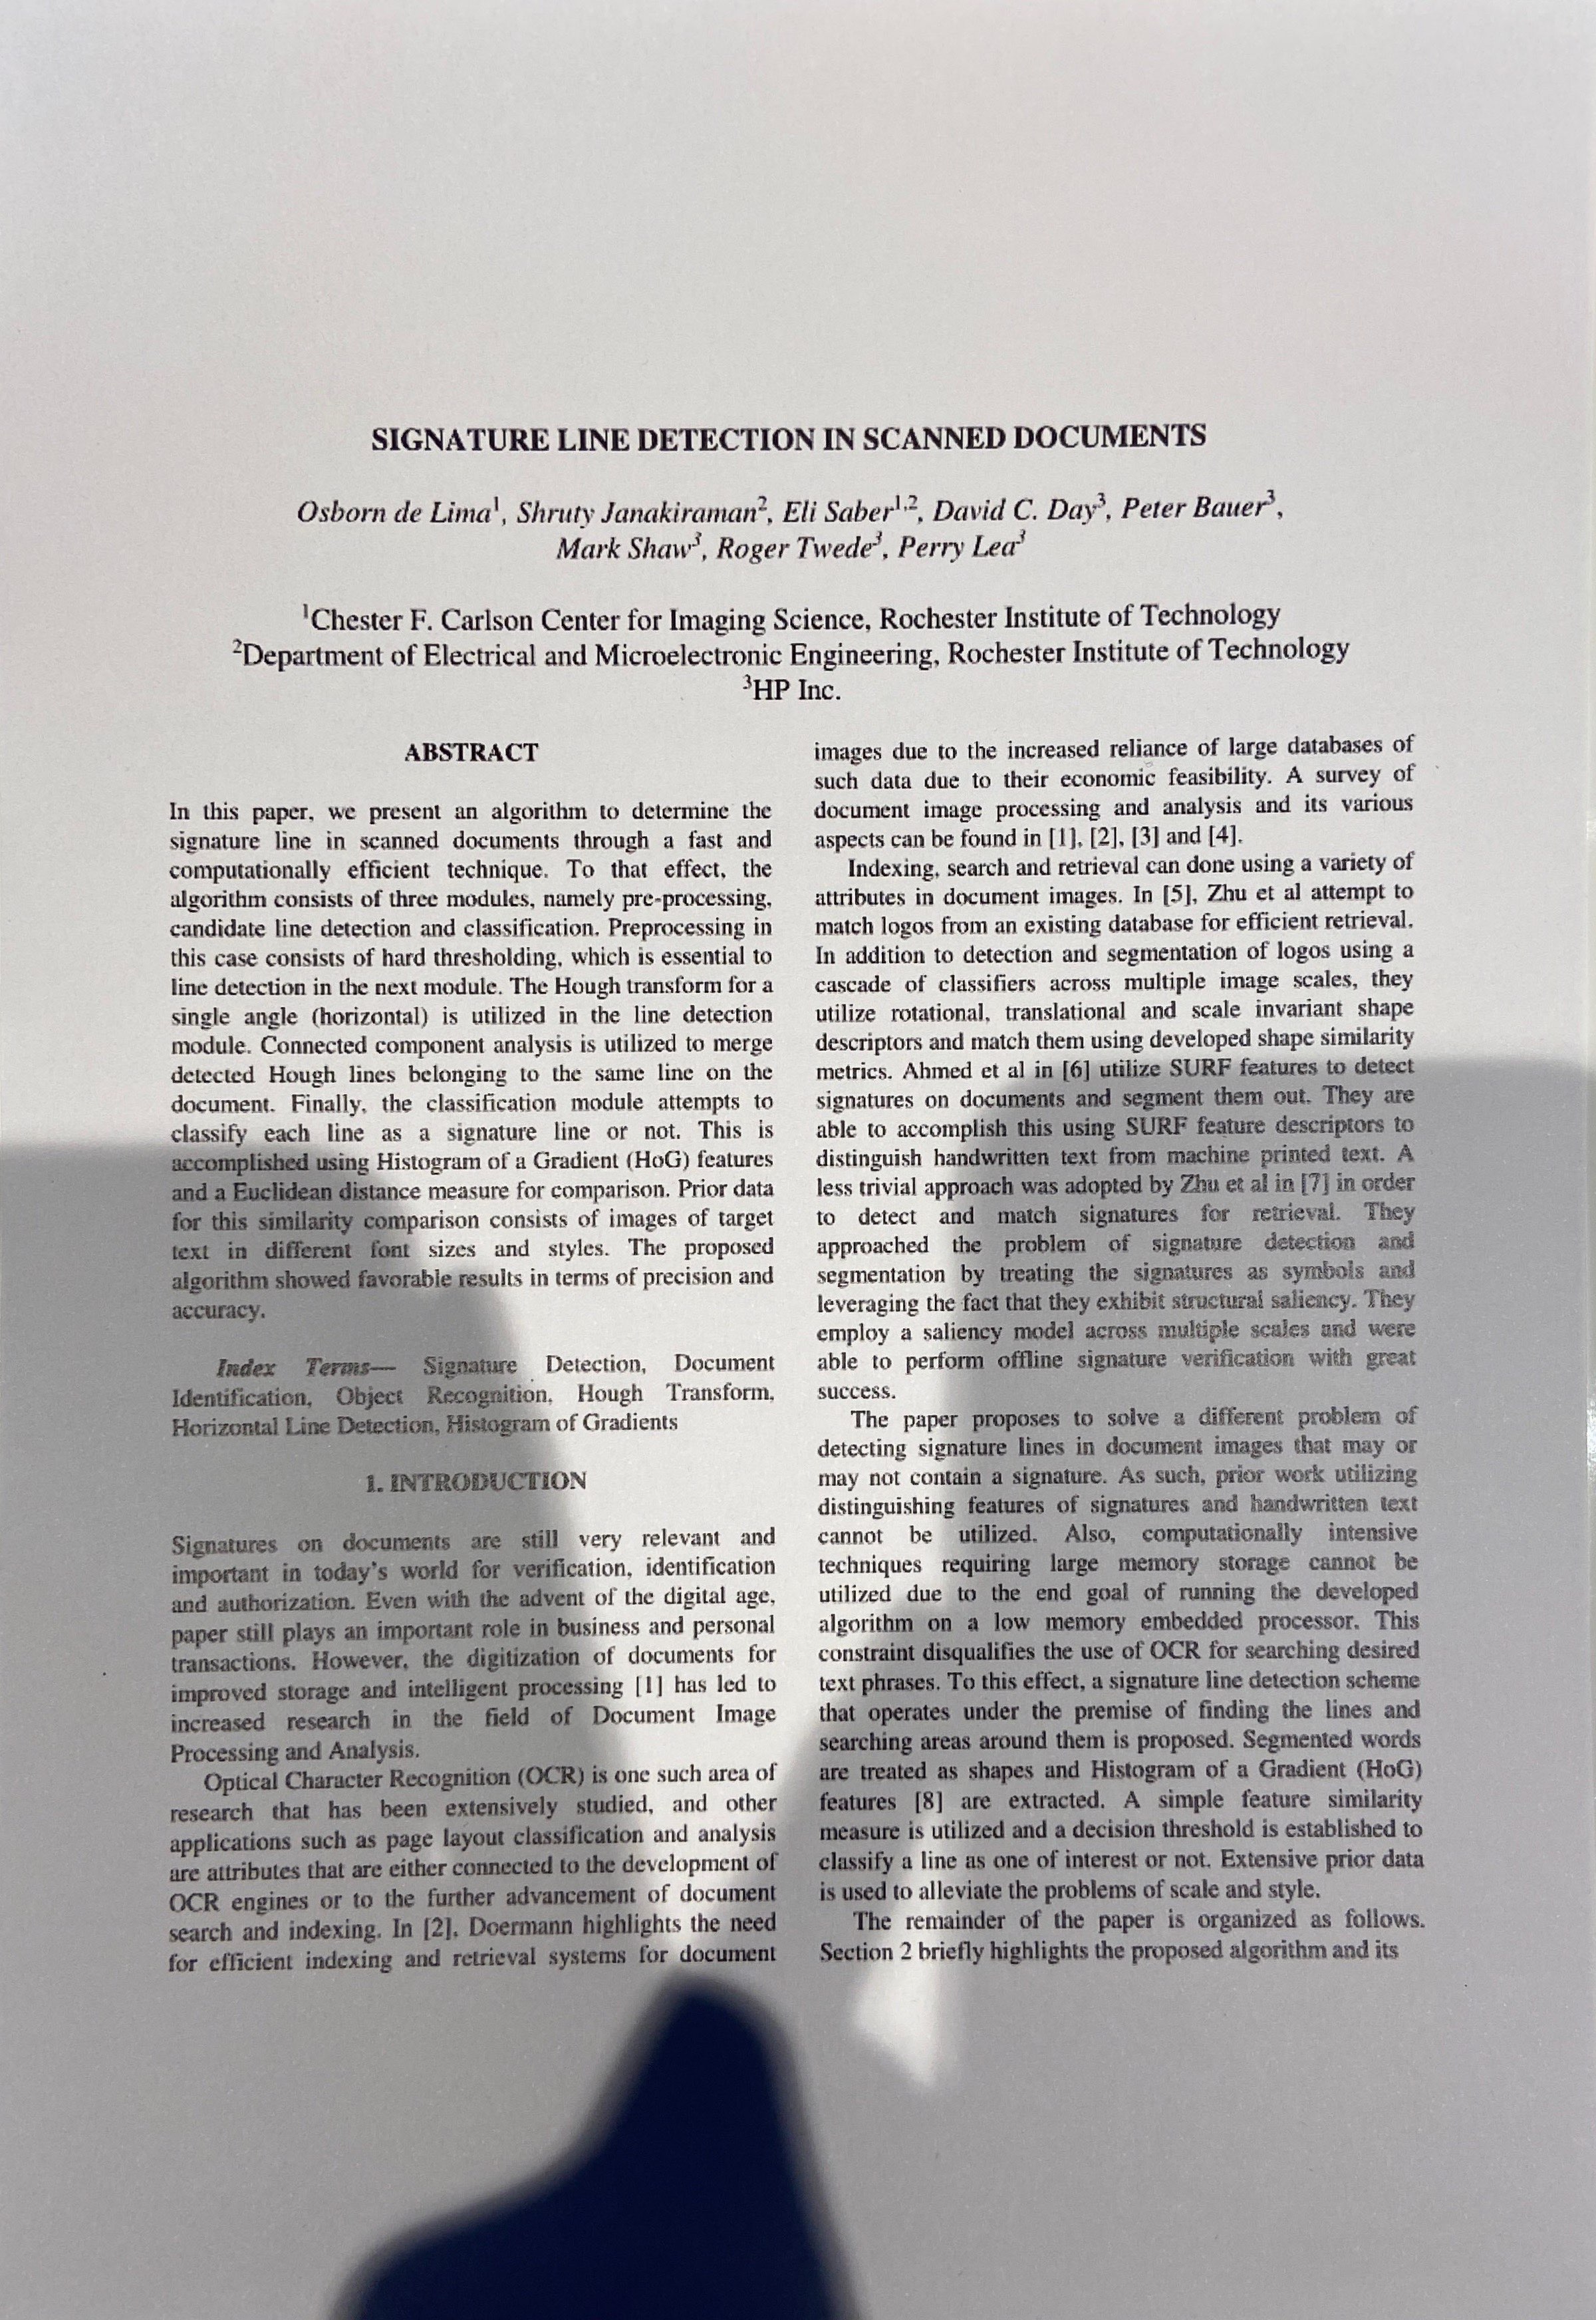 SIGNATURE LINE DETECTION IN SCANNED DOCUMENTS
Osborn de Lima¹, Shruty Janakiraman², Eli Saber¹,², David C. Day³, Peter Bauer³,
Mark Shaw³, Roger Twede³, Perry Lea³
¹Chester F. Carlson Center for Imaging Science, Rochester Institute of Technology
²Department of Electrical and Microelectronic Engineering, Rochester Institute of Technology
³HP Inc.
ABSTRACT
In this paper, we present an algorithm to determine the
signature line in scanned documents through a fast and
computationally efficient technique. To that effect, the
algorithm consists of three modules, namely pre-processing,
candidate line detection and classification. Preprocessing in
this case consists of hard thresholding, which is essential to
line detection in the next module. The Hough transform for a
single angle (horizontal) is utilized in the line detection
module. Connected component analysis is utilized to merge
detected Hough lines belonging to the same line on the
document. Finally, the classification module attempts to
classify each line as a signature line or not. This is
accomplished using Histogram of a Gradient (HoG) features
and a Euclidean distance measure for comparison. Prior data
for this similarity comparison consists of images of target
text in different font sizes and styles. The proposed
algorithm showed favorable results in terms of precision and
accuracy.
Index Terms— Signature Detection, Document
Identification, Object Recognition, Hough Transform,
Horizontal Line Detection, Histogram of Gradients
1. INTRODUCTION
Signatures on documents are still very relevant and
important in today's world for verification, identification
and authorization. Even with the advent of the digital age,
paper still plays an important role in business and personal
transactions. However, the digitization of documents for
improved storage and intelligent processing [1] has led to
increased research in the field of Document Image
Processing and Analysis.
Optical Character Recognition (OCR) is one such area of
research that has been extensively studied, and other
applications such as page layout classification and analysis
are attributes that are either connected to the development of
OCR engines or to the further advancement of document
search and indexing. In [2], Doermann highlights the need
for efficient indexing and retrieval systems for document
images due to the increased reliance of large databases of
such data due to their economic feasibility. A survey of
document image processing and analysis and its various
aspects can be found in [1], [2], [3] and [4].
Indexing, search and retrieval can done using a variety of
attributes in document images. In [5], Zhu et al attempt to
match logos from an existing database for efficient retrieval.
In addition to detection and segmentation of logos using a
cascade of classifiers across multiple image scales, they
utilize rotational, translational and scale invariant shape
descriptors and match them using developed shape similarity
metrics. Ahmed et al in [6] utilize SURF features to detect
signatures on documents and segment them out. They are
able to accomplish this using SURF feature descriptors to
distinguish handwritten text from machine printed text. A
less trivial approach was adopted by Zhu et al in [7] in order
to detect and match signatures for retrieval. They
approached the problem of signature detection and
segmentation by treating the signatures as symbols and
leveraging the fact that they exhibit structural saliency. They
employ a saliency model across multiple scales and were
able to perform offline signature verification with great
success.
The paper proposes to solve a different problem of
detecting signature lines in document images that may or
may not contain a signature. As such, prior work utilizing
distinguishing features of signatures and handwritten text
cannot be utilized. Also, computationally intensive
techniques requiring large memory storage cannot be
utilized due to the end goal of running the developed
algorithm on a low memory embedded processor. This
constraint disqualifies the use of OCR for searching desired
text phrases. To this effect, a signature line detection scheme
that operates under the premise of finding the lines and
searching areas around them is proposed. Segmented words
are treated as shapes and Histogram of a Gradient (HoG)
features [8] are extracted. A simple feature similarity
measure is utilized and a decision threshold is established to
classify a line as one of interest or not. Extensive prior data
is used to alleviate the problems of scale and style.
The remainder of the paper is organized as follows.
Section 2 briefly highlights the proposed algorithm and its